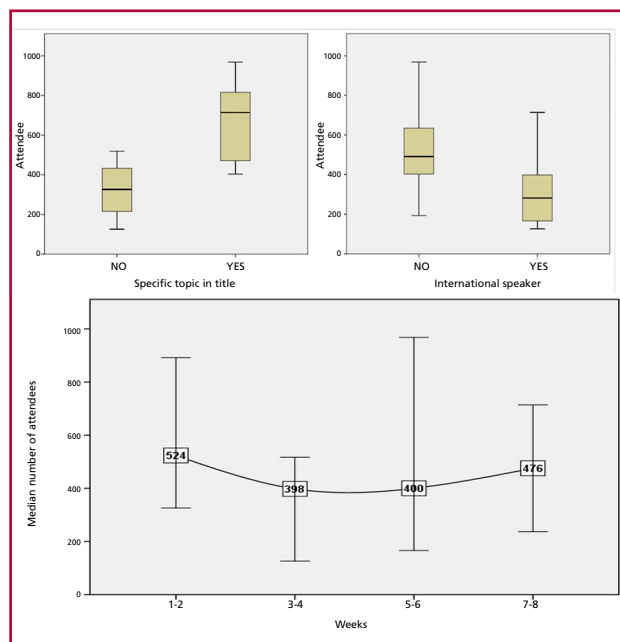 1000
800
600
400
200
0
Attendee
NO
YES
Specific topic in title
1000
800
600
400
200
0
Attendee
NO
YES
International speaker
1000
800
600
400
200
0
Median number of attendees
524
398
400
476
1-2
3-4
5-6
7-8
Weeks